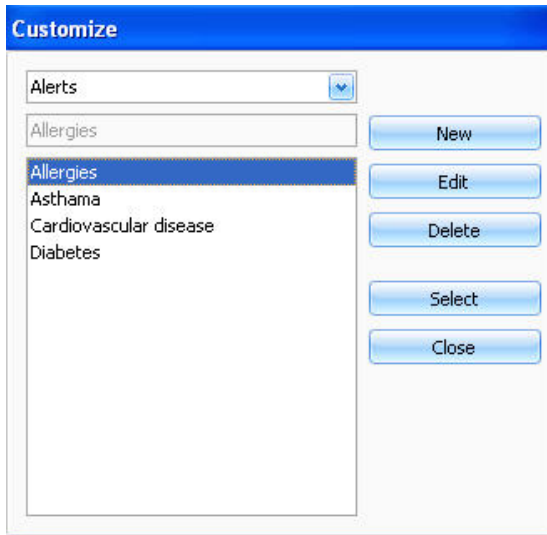 Customize
Alerts
Allergies
New
Allergies
Edit
Asthama
Cardiovascular disease
Delete
Diabetes
Select
Close